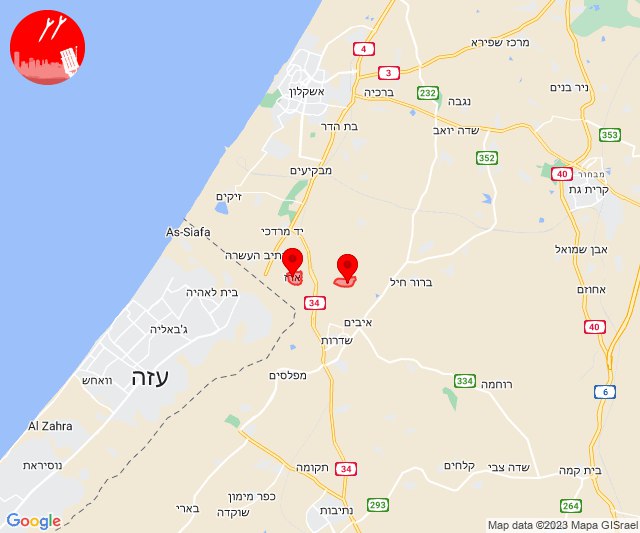 מרכז שפירא
4
3
אשקלון
ברכיה
232
נגבה
ניר בנים
בת הדר
שדה יואב
353
352
מבקיעים
40
מבחור
קרית גת
זיקים
As-Siafa
יד מרדכי
תיב העשרה
אבן שמואל
ארז
ברור חיל
אחוזם
בית לאהיה
34
ג'באליה
איבים
40
שדרות
עזה
וואחש
מפלסים
334
רוחמה
6
Al Zahra
נוסיראת
תקומה
34
קלחים
שדה צבי
בית קמה
כפר מימון
שוקדה
בארי
נתיבות
293
264
Google
Map data ©2023 Mapa GISrael